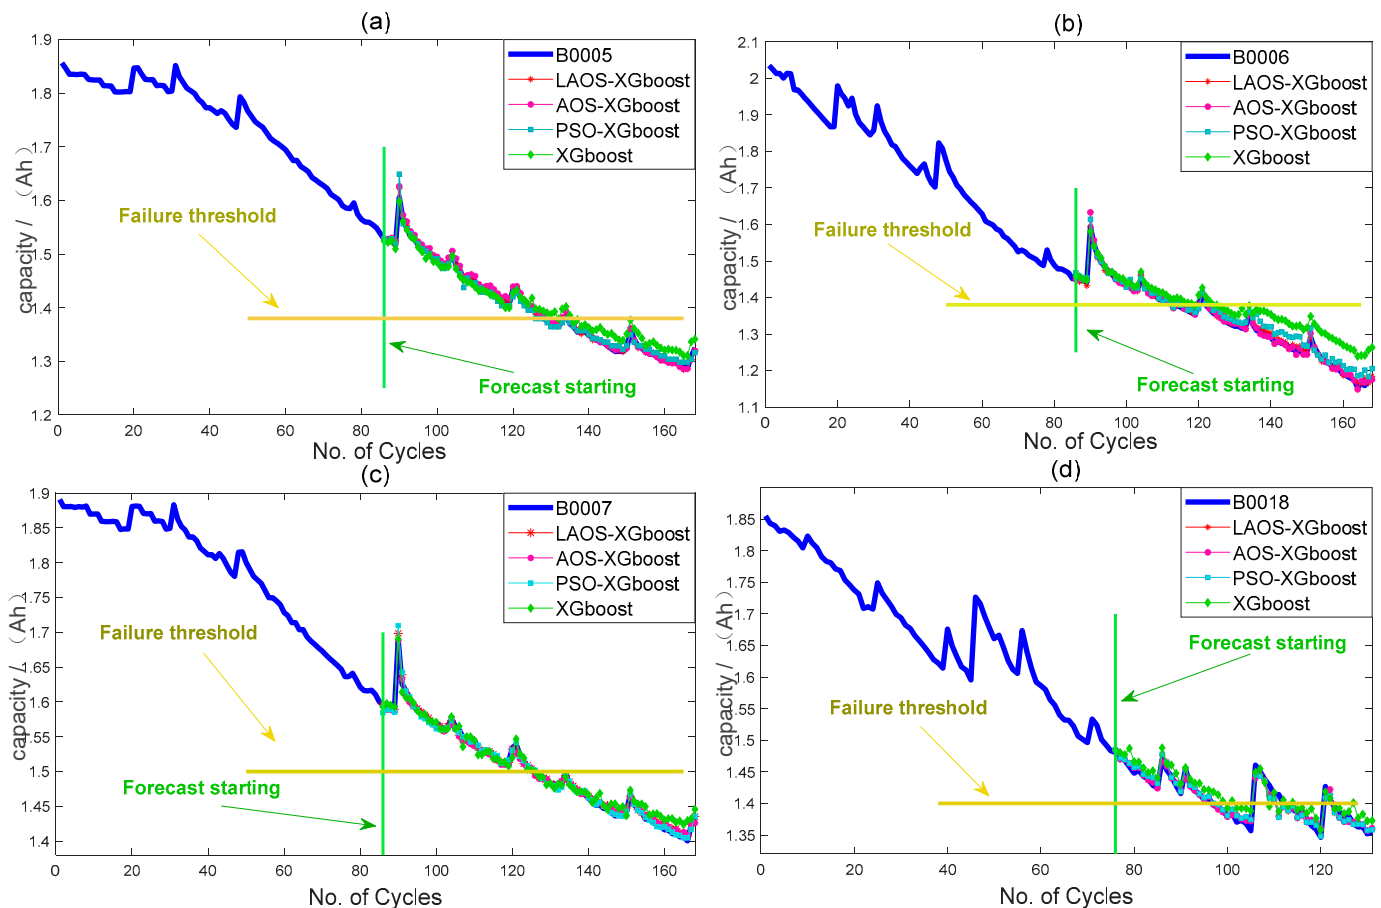 (a)
1.9
1.8
1.7
1.6
1.5
1.4
1.3
1.2
capacity / （Ah）
0
20
40
60
80
100
120
140
160
No. of Cycles
B0005
LAOS-XGboost
AOS-XGboost
PSO-XGboost
XGboost
Failure threshold
Forecast starting
(b)
2.1
2
1.9
1.8
1.7
1.6
1.5
1.4
1.3
1.2
1.1
capacity / （Ah）
0
20
40
60
80
100
120
140
160
No. of Cycles
B0006
LAOS-XGboost
AOS-XGboost
PSO-XGboost
XGboost
Failure threshold
Forecast starting
(c)
1.9
1.85
1.8
1.75
1.7
1.65
1.6
1.55
1.5
1.45
1.4
capacity / （Ah）
0
20
40
60
80
100
120
140
160
No. of Cycles
B0007
LAOS-XGboost
AOS-XGboost
PSO-XGboost
XGboost
Failure threshold
Forecast starting
(d)
1.85
1.8
1.75
1.7
1.65
1.6
1.55
1.5
1.45
1.4
1.35
capacity / （Ah）
0
20
40
60
80
100
120
No. of Cycles
B0018
LAOS-XGboost
AOS-XGboost
PSO-XGboost
XGboost
Forecast starting
Failure threshold